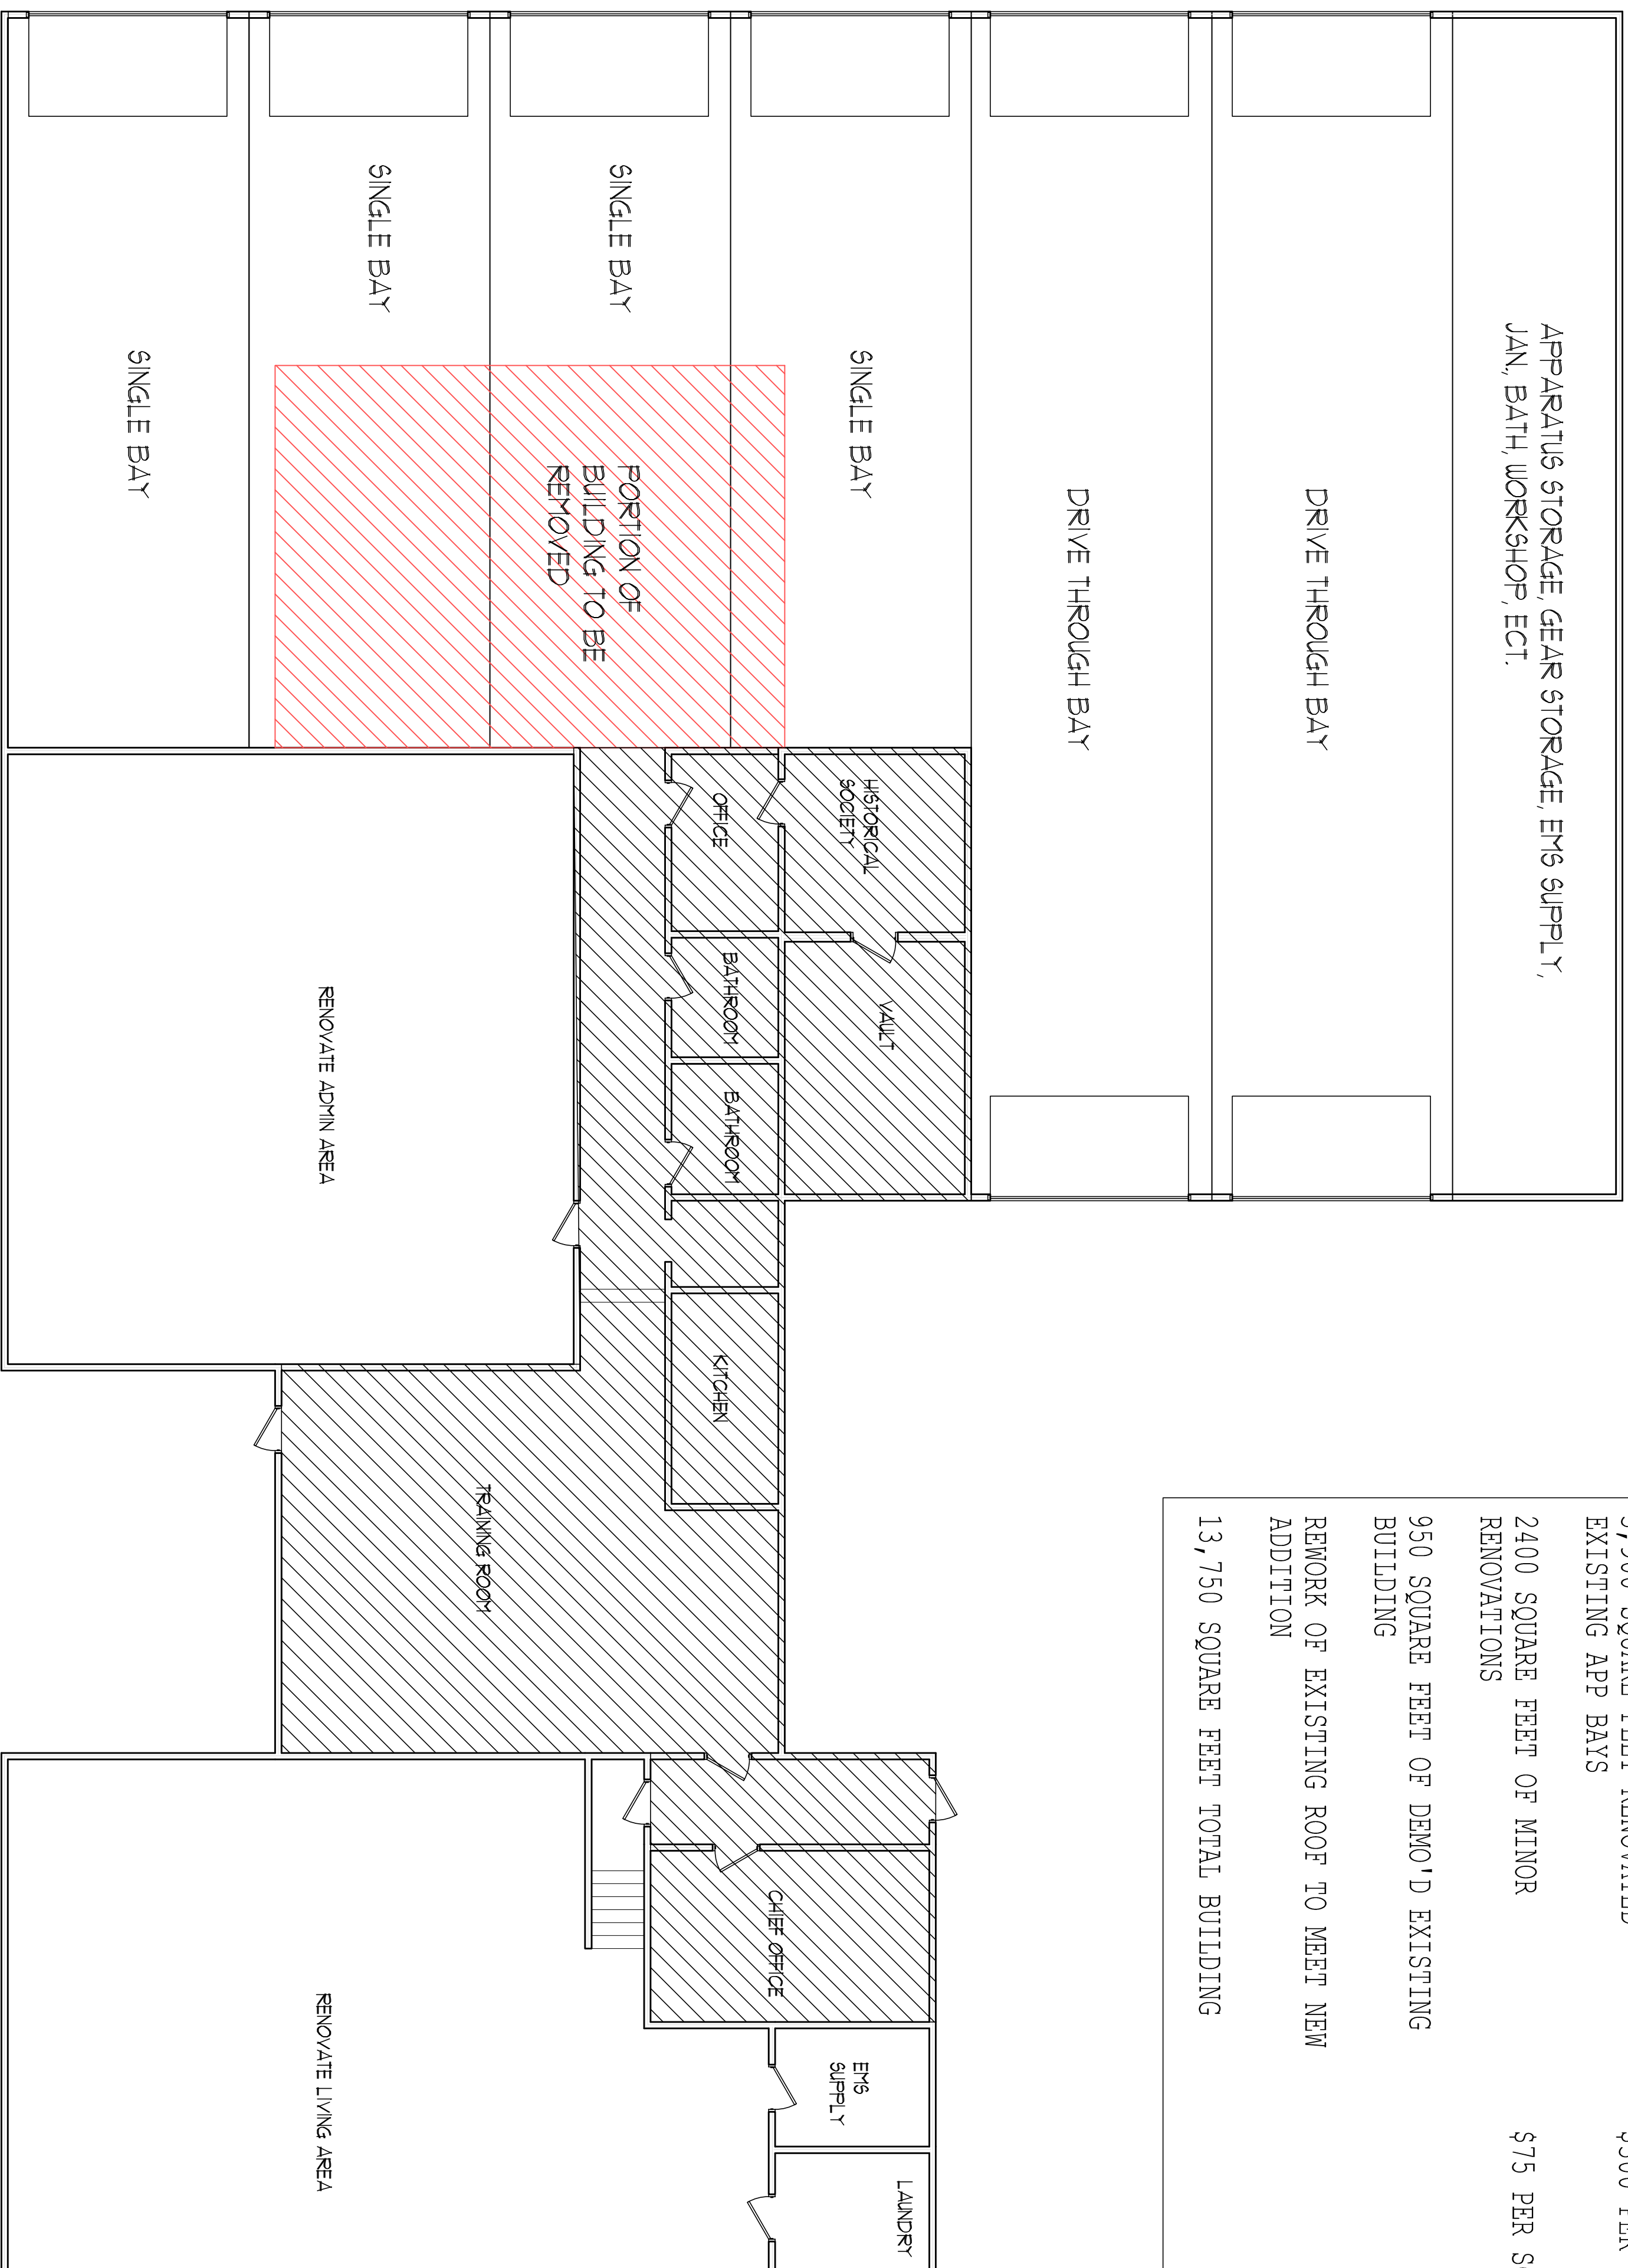 APPARATUS STORAGE, GEAR STORAGE, EMS SUPPLY,
JAN., BATH, WORKSHOP, ECT.
DRIVE THROUGH BAY
DRIVE THROUGH BAY
SINGLE BAY
SINGLE BAY
SINGLE BAY
SINGLE BAY
PORTION OF
BUILDING TO BE
REMOVED
HISTORICAL
SOCIETY
VAULT
OFFICE
BATHROOM
BATHROOM
KITCHEN
RENOVATE ADMIN AREA
TRAINING ROOM
CHIEF OFFICE
EMS
SUPPLY
LAUNDRY
RENOVATE LIVING AREA
EXISTING APP BAYS
2400 SQUARE FEET OF MINOR $75 PER
RENOVATIONS
950 SQUARE FEET OF DEMO'D EXISTING
BUILDING
REWORK OF EXISTING ROOF TO MEET NEW
ADDITION
13,750 SQUARE FEET TOTAL BUILDING